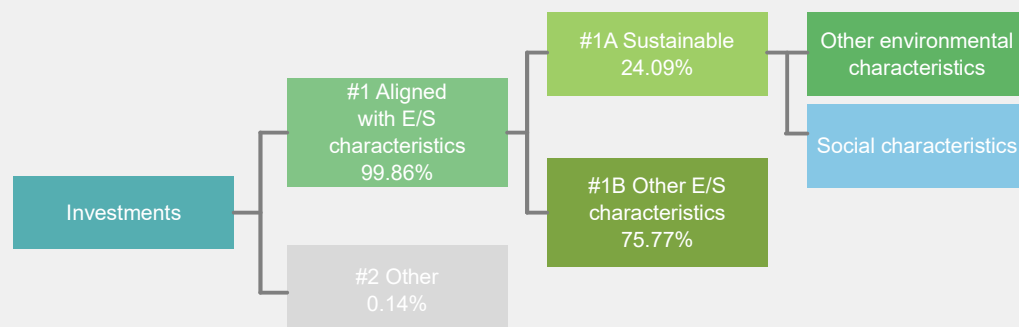 Investments
#1 Aligned
with E/S
characteristics
99.86%
#2 Other
0.14%
#1A Sustainable
24.09%
#1B Other E/S
characteristics
75.77%
Other environmental
characteristics
Social characteristics